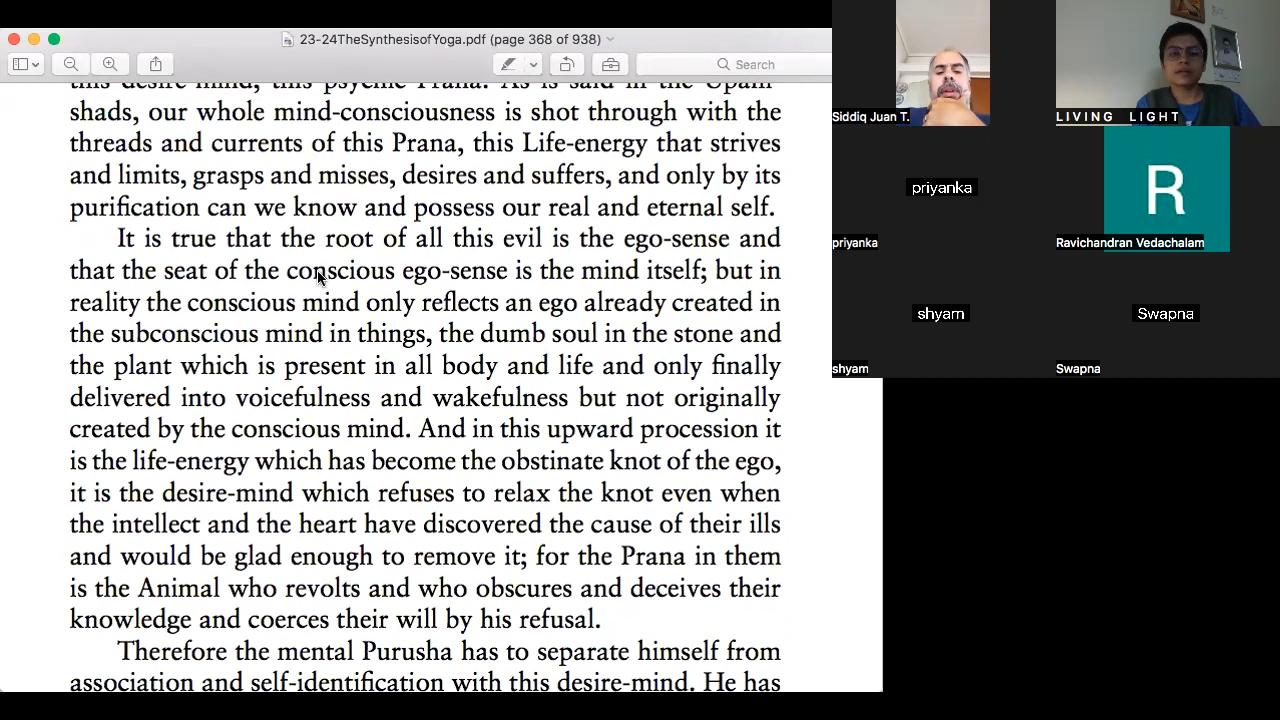 23-24TheSynthesisofYoga.pdf (page 368 of 938)
Search
this desire-mind, this psychic Prana. As is said in the Upani-
shads, our whole mind-consciousness is shot through with the
threads and currents of this Prana, this Life-energy that strives
and limits, grasps and misses, desires and suffers, and only by its
purification can we know and possess our real and eternal self.
It is true that the root of all this evil is the ego-sense and
that the seat of the conscious ego-sense is the mind itself; but in
reality the conscious mind only reflects an ego already created in
the subconscious mind in things, the dumb soul in the stone and
the plant which is present in all body and life and only finally
delivered into voicefulness and wakefulness but not originally
created by the conscious mind. And in this upward procession it
is the life-energy which has become the obstinate knot of the ego,
it is the desire-mind which refuses to relax the knot even when
the intellect and the heart have discovered the cause of their ills
and would be glad enough to remove it; for the Prana in them
is the Animal who revolts and who obscures and deceives their
knowledge and coerces their will by his refusal.
Therefore the mental Purusha has to separate himself from
association and self-identification with this desire-mind. He has
Siddiq Juan T.
LIVING LIGHT
priyanka
priyanka
R
Ravichandran Vedachalam
shyam
shyam
Swapna
Swapna